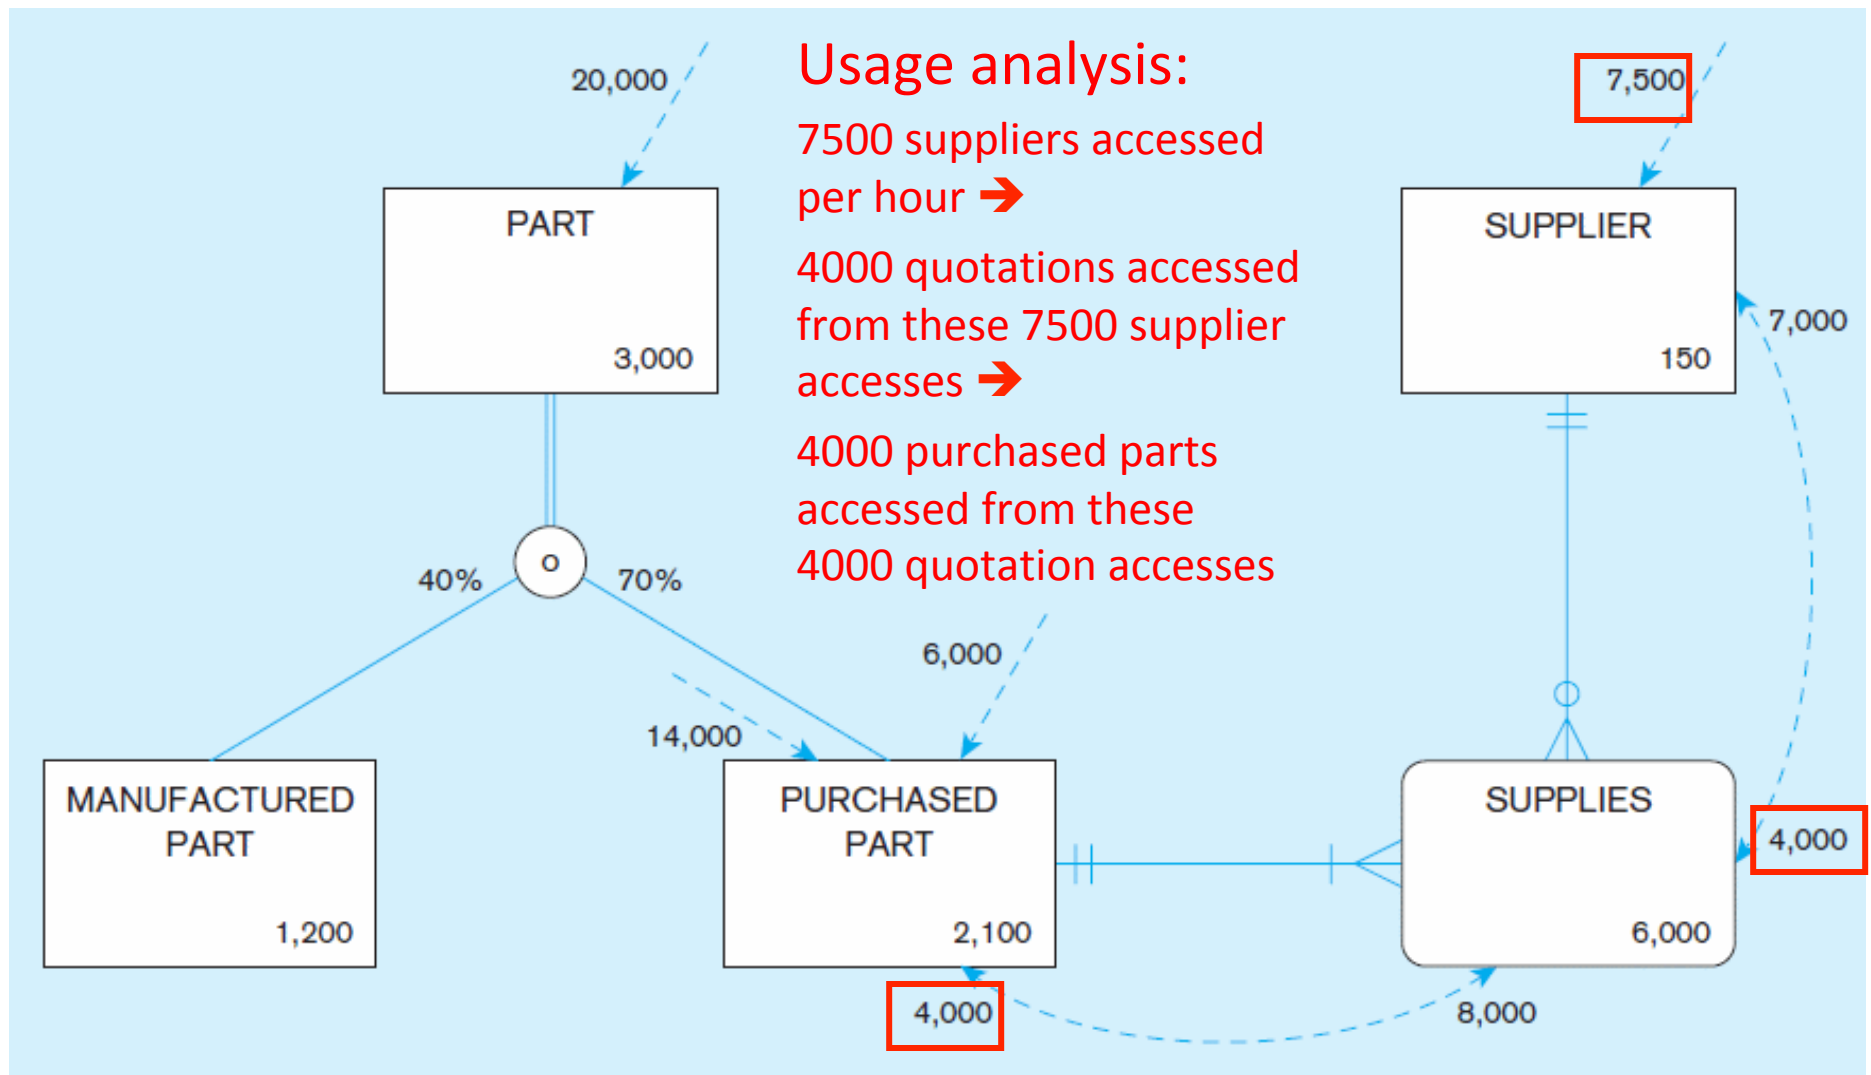 Usage analysis:
7500 suppliers accessed
per hour ➔
4000 quotations accessed
from these 7500 supplier
accesses ➔
4000 purchased parts
accessed from these
4000 quotation accesses
20,000
7,500
PART
3,000
SUPPLIER
150
7,000
40%
o
70%
6,000
14,000
MANUFACTURED
PART
1,200
PURCHASED
PART
2,100
SUPPLIES
6,000
4,000
4,000
8,000